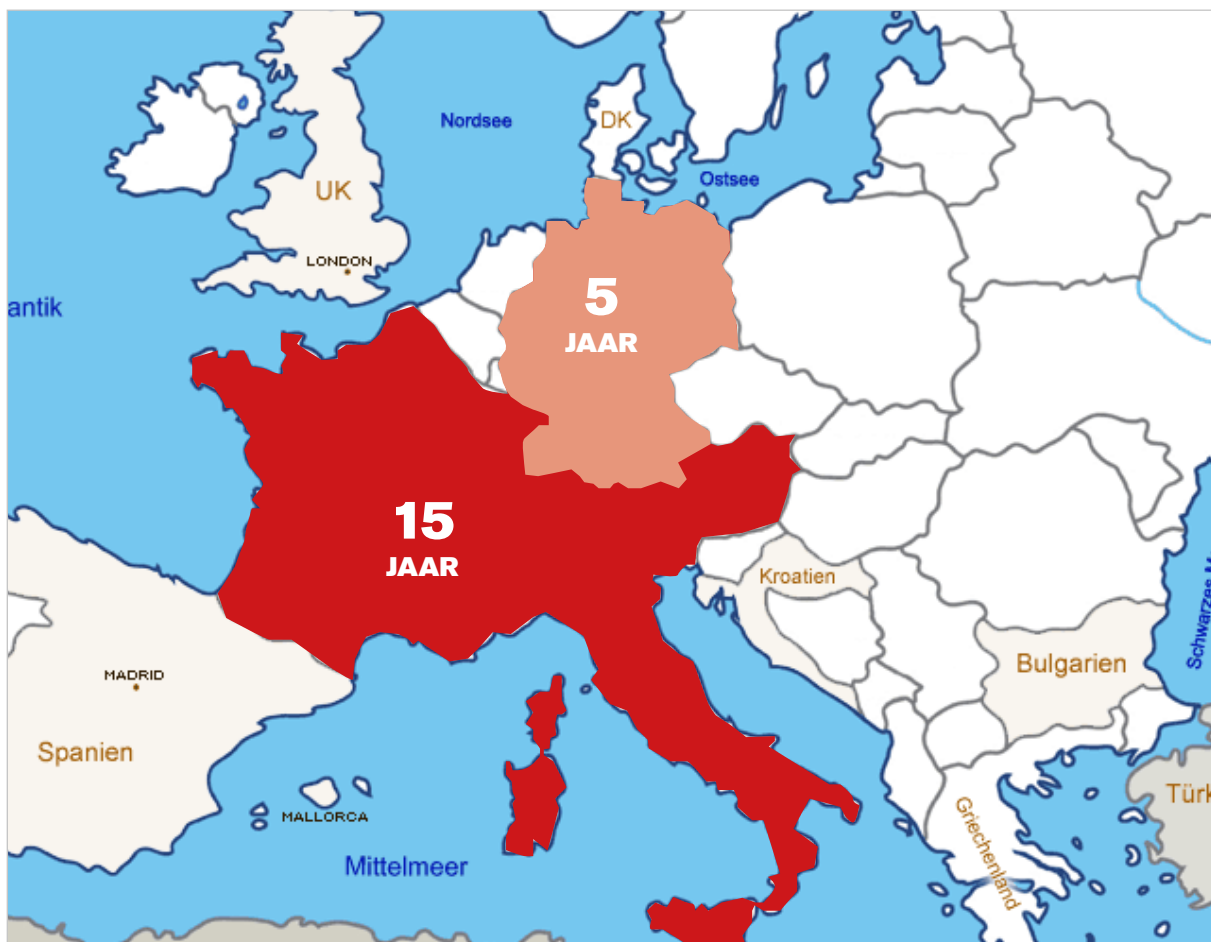 Nordsee
DK
Ostsee
UK
LONDON
antik
5
JAAR
15
JAAR
Kroatien
Bulgarien
Schwarzes M
MADRID
Spanien
MALLORCA
Mittelmeer
Griechenland
Türk